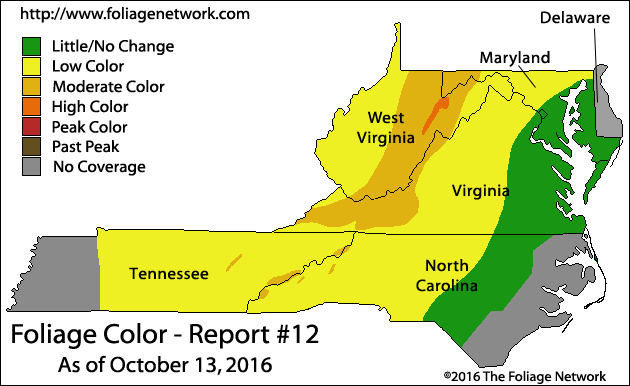 http://www.foliagenetwork.com
Delaware
Little/No Change
Maryland
Low Color
Moderate Color
High Color
West
Virginia
Peak Color
Past Peak
No Coverage
Virginia
Tennessee
North
Carolina
Foliage Color - Report #12
As of October 13, 2016
©2016 The Foliage Network